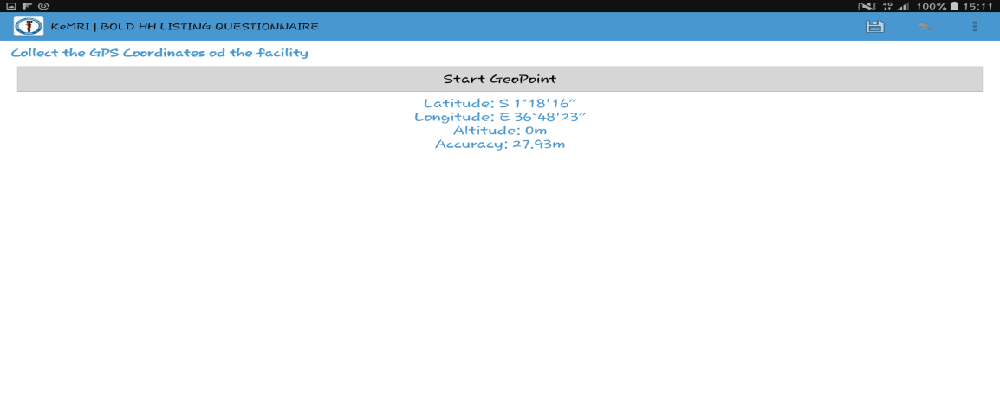 4G 100% 15:11
KeMRI | BOLD HH LISTING QUESTIONNAIRE
Collect the GPS Coordinates od the facility
Start GeoPoint
Latitude: S 1°18'16"
Longitude: E 36°48'23"
Altitude: 0m
Accuracy: 27.93m